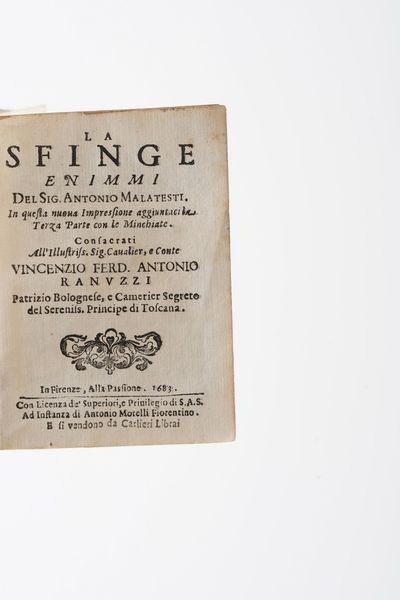 LA
SFINGE
ENIMMI
DEL SIG. ANTONIO MALATESTI.
In questa nuova Impressione aggiuntaci la
Terza Parte con le Minchiate.
Consacrati
All'Illustriss. Sig. Caualier, e Conte
VINCENZIO FERD. ANTONIO
RANVZZI
Patrizio Bolognese, e Camerier Segreto
del Sereniss. Principe di Toscana.
In Firenze, Alla Passione. 1683.
Con Licenza de' Superiori, e Priuilegio di S.A.S.
Ad Instanza di Antonio Morelli Fiorentino.
E si vendono da Carlieri Librai